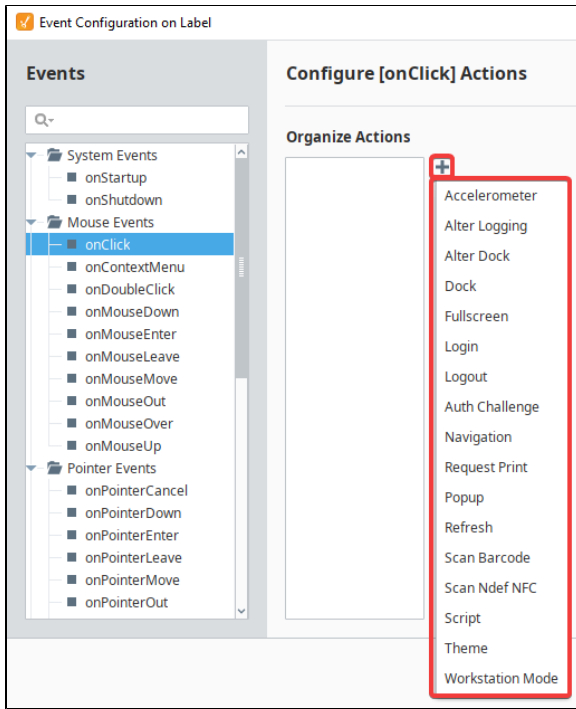 Event Configuration on Label
Events
Configure [onClick] Actions
Organize Actions
System Events
onStartup
onShutdown
Mouse Events
onClick
onContextMenu
onDoubleClick
onMouseDown
onMouseEnter
onMouseLeave
onMouseMove
onMouseOut
onMouseOver
onMouseUp
Pointer Events
onPointerCancel
onPointerDown
onPointerEnter
onPointerLeave
onPointerMove
onPointerOut
Accelerometer
Alter Logging
Alter Dock
Dock
Fullscreen
Login
Logout
Auth Challenge
Navigation
Request Print
Popup
Refresh
Scan Barcode
Scan Ndef NFC
Script
Theme
Workstation Mode